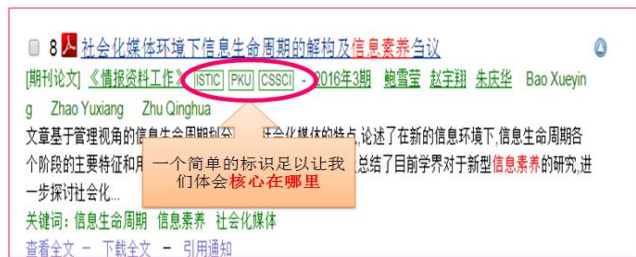 8 社会化媒体环境下信息生命周期的解构及信息素养刍议
[期刊论文] 《情报资料工作》 ISTIC PKU CSSCI - 2016年3期 鲍雪莹 赵宇翔 朱庆华 Bao Xueyin
g Zhao Yuxiang Zhu Qinghua
文章基于管理视角的信息生命周期划分 社会化媒体的特点,论述了在新的信息环境下,信息生命周期各
个阶段的主要特征和用 总结了目前学界对于新型信息素养的研究,进
一步探讨社会化...
一个简单的标识足以让我
们体会核心在哪里
关键词：信息生命周期 信息素养 社会化媒体
查看全文 - 下载全文 - 引用通知